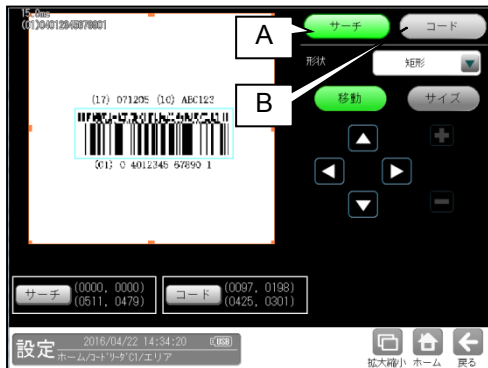 15.0ms
(01)04012345678901
A
サーチ
コード
形状
矩形
B
移動
サイズ
(17) 071205 (10) ABC123
(01) 0 4012345 67890 1
サーチ
(0000, 0000)
(0511, 0479)
コード
(0097, 0198)
(0425, 0301)
設定
2016/04/22 14:34:20
USB
ホーム/コードリーダC1/エリア
拡大縮小
ホーム
戻る